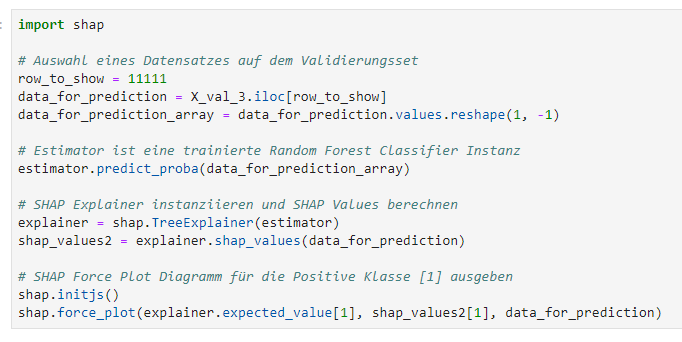 import shap
# Auswahl eines Datensatzes auf dem Validierungsset
row_to_show = 11111
data_for_prediction = X_val_3.iloc[row_to_show]
data_for_prediction_array = data_for_prediction.values.reshape(1, -1)
# Estimator ist eine trainierte Random Forest Classifier Instanz
estimator.predict_proba(data_for_prediction_array)
# SHAP Explainer instanziieren und SHAP Values berechnen
explainer = shap.TreeExplainer(estimator)
shap_values2 = explainer.shap_values(data_for_prediction)
# SHAP Force Plot Diagramm für die Positive Klasse [1] ausgeben
shap.initjs()
shap.force_plot(explainer.expected_value[1], shap_values2[1], data_for_prediction)